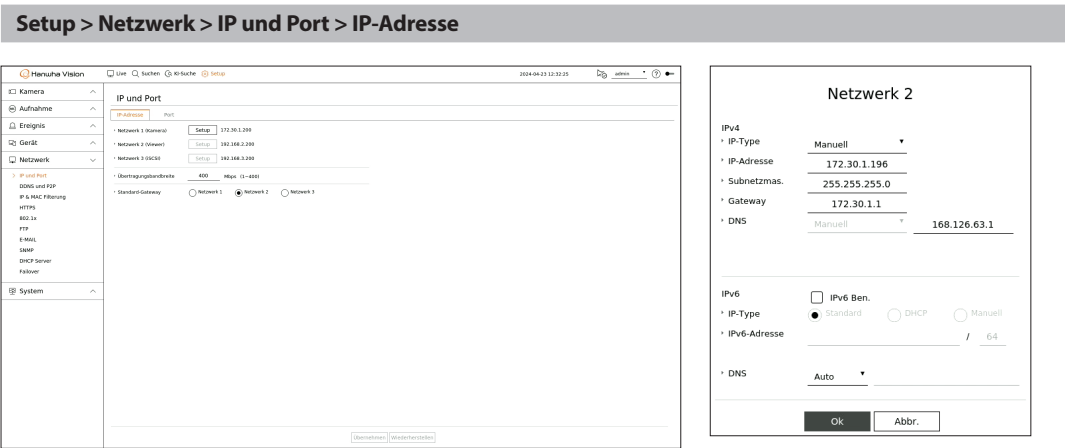 Setup > Netzwerk > IP und Port > IP-Adresse
Hanwha Vision
Live Suchen KI-Suche Setup
2024-04-23 12:32:25
admin
Kamera
Aufnahme
Ereignis
Gerät
Netzwerk
IP und Port
DDNS und P2P
IP & MAC Filterung
HTTPS
802.1x
FTP
E-MAIL
SNMP
DHCP Server
Failover
System
IP und Port
IP-Adresse Port
Netzwerk 1 (Kamera) Setup 172.30.1.200
Netzwerk 2 (Viewer) Setup 192.168.2.200
Netzwerk 3 (iSCSI) Setup 192.168.3.200
Übertragungsbandbreite 400 Mbps (1~400)
Standard-Gateway Netzwerk 1 Netzwerk 2 Netzwerk 3
Übernehmen Wiederherstellen
Netzwerk 2
IPv4
IP-Type Manuell
IP-Adresse 172.30.1.196
Subnetzmas. 255.255.255.0
Gateway 172.30.1.1
DNS Manuell 168.126.63.1
IPv6 IPv6 Ben.
IP-Type Standard DHCP Manuell
IPv6-Adresse / 64
DNS Auto
Ok Abbr.